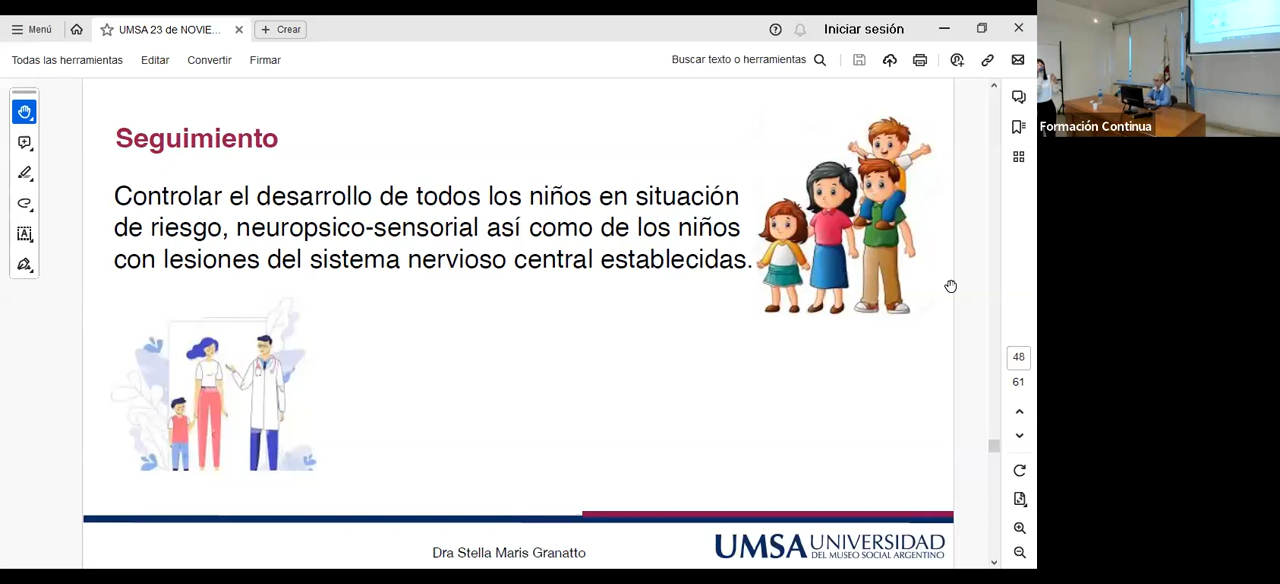 Menú
UMSA 23 de NOVIE...
Crear
Iniciar sesión
Todas las herramientas
Editar
Convertir
Firmar
Buscar texto o herramientas
Seguimiento
Controlar el desarrollo de todos los niños en situación
de riesgo, neuropsico-sensorial así como de los niños
con lesiones del sistema nervioso central establecidas.
48
61
Dra Stella Maris Granatto
UMSA UNIVERSIDAD
DEL MUSEO SOCIAL ARGENTINO
Formación Continua